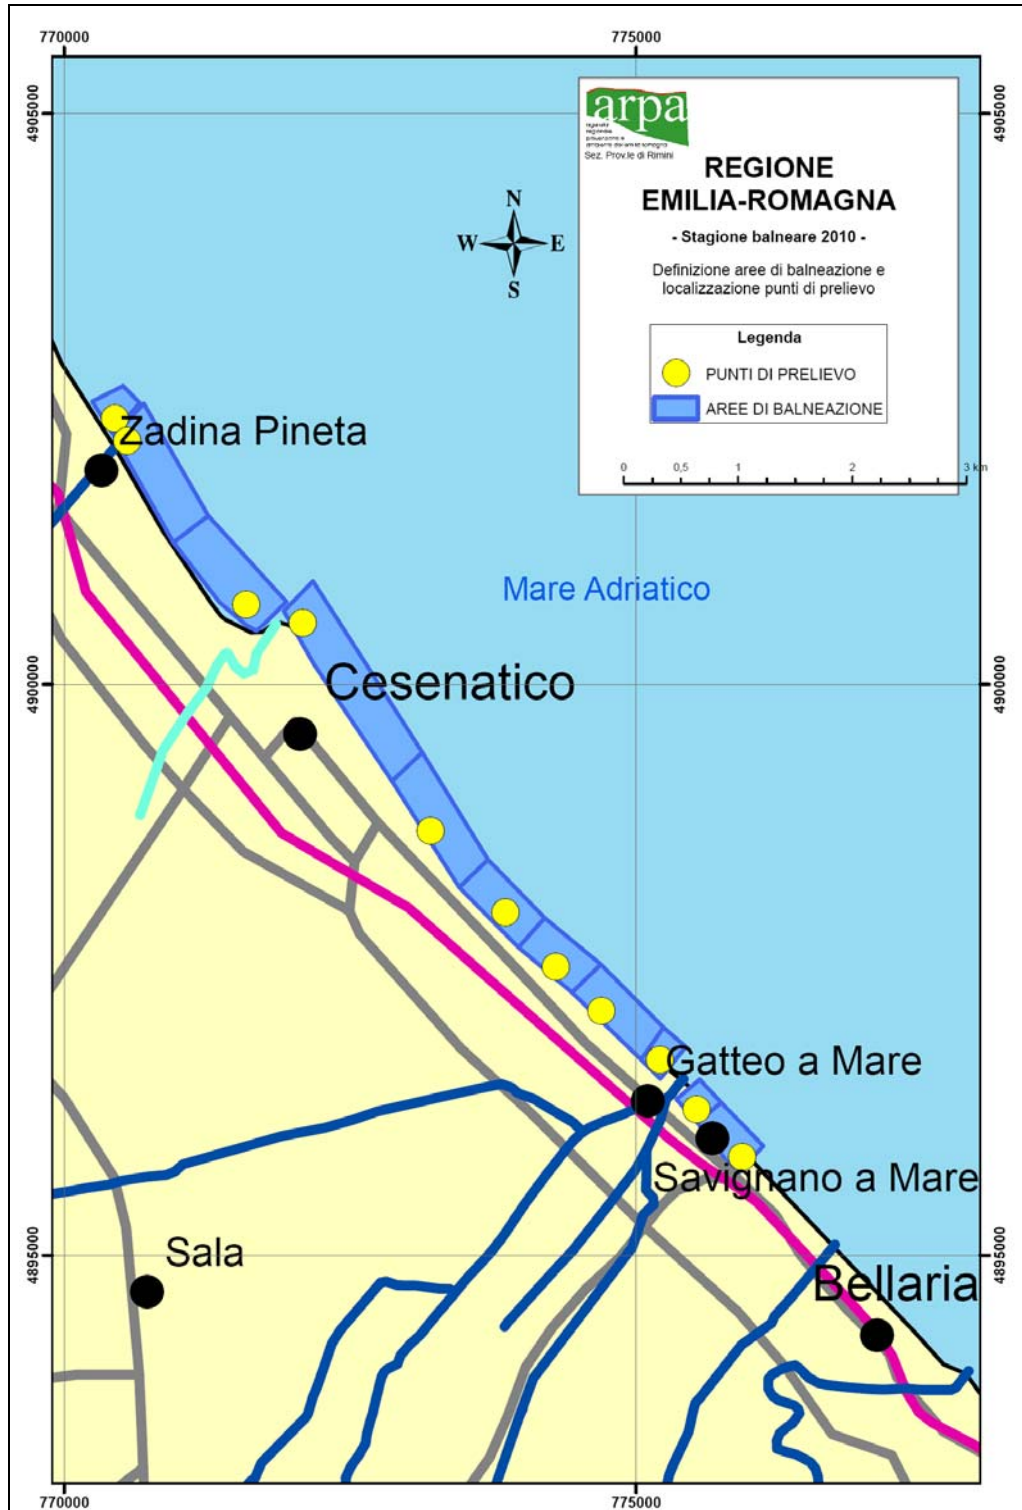 770000
775000
4905000
4905000
arpa
Sez. Prov.le di Rimini
REGIONE
EMILIA-ROMAGNA
- Stagione balneare 2010 -
Definizione aree di balneazione e
localizzazione punti di prelievo
Legenda
PUNTI DI PRELIEVO
AREE DI BALNEAZIONE
0 0,5 1 2 3 km
N
W E
S
Zadina Pineta
Mare Adriatico
Cesenatico
4900000
4900000
Gatteo a Mare
Savignano a Mare
Sala
4895000
4895000
Bellaria
770000
775000